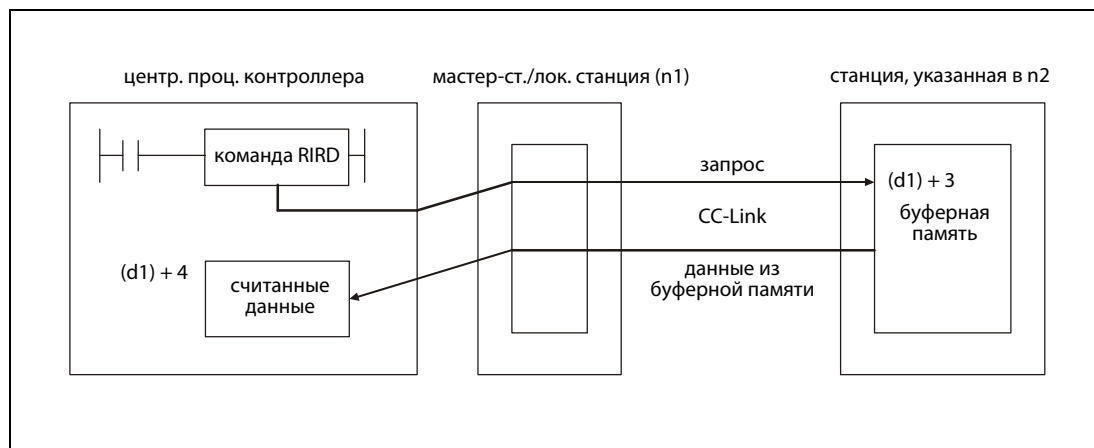 центр. проц. контроллера
мастер-ст./лок. станция (n1)
станция, указанная в n2
команда RIRD
запрос
(d1) + 3
буферная
память
CC-Link
(d1) + 4
считанные
данные
данные из
буферной памяти